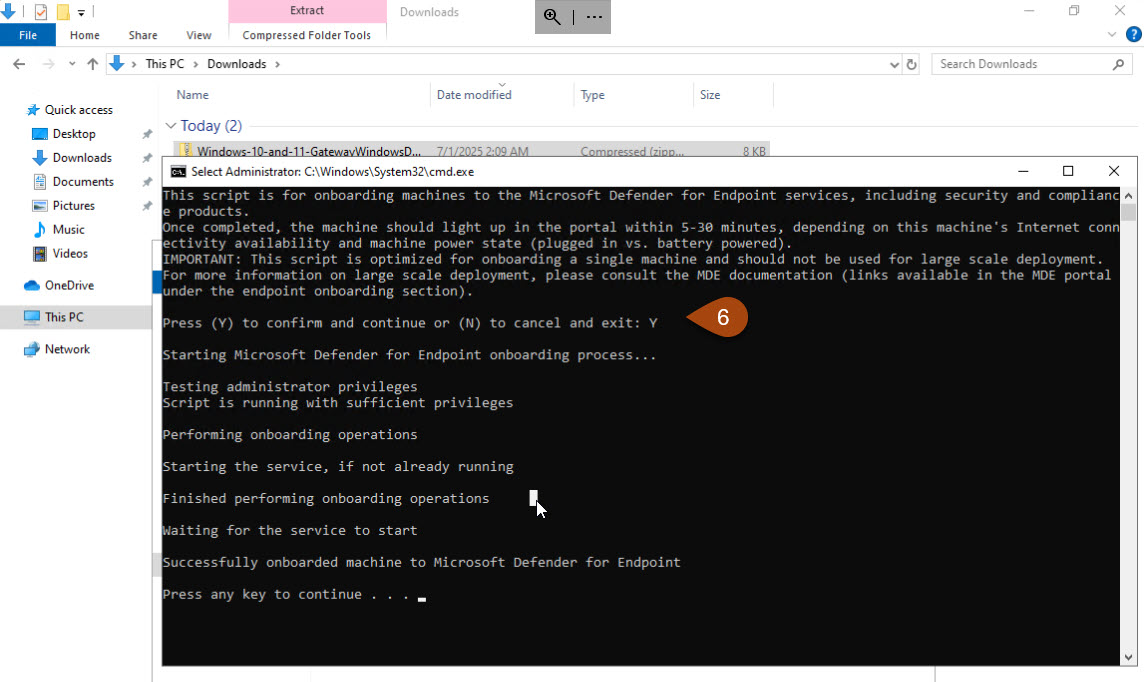 Extract
Downloads
File
Home
Share
View
Compressed Folder Tools
This PC
Downloads
Search Downloads
Quick access
Desktop
Downloads
Documents
Pictures
Music
Videos
OneDrive
This PC
Network
Name
Date modified
Type
Size
Today (2)
Windows-10-and-11-GatewayWindowsD... 7/1/2025 2:09 AM Compressed (zipp... 8 KB
Select Administrator: C:\Windows\System32\cmd.exe
This script is for onboarding machines to the Microsoft Defender for Endpoint services, including security and complianc
e products.
Once completed, the machine should light up in the portal within 5-30 minutes, depending on this machine's Internet conn
ectivity availability and machine power state (plugged in vs. battery powered).
IMPORTANT: This script is optimized for onboarding a single machine and should not be used for large scale deployment.
For more information on large scale deployment, please consult the MDE documentation (links available in the MDE portal
under the endpoint onboarding section).
Press (Y) to confirm and continue or (N) to cancel and exit: Y
6
Starting Microsoft Defender for Endpoint onboarding process...
Testing administrator privileges
Script is running with sufficient privileges
Performing onboarding operations
Starting the service, if not already running
Finished performing onboarding operations
Waiting for the service to start
Successfully onboarded machine to Microsoft Defender for Endpoint
Press any key to continue . . .